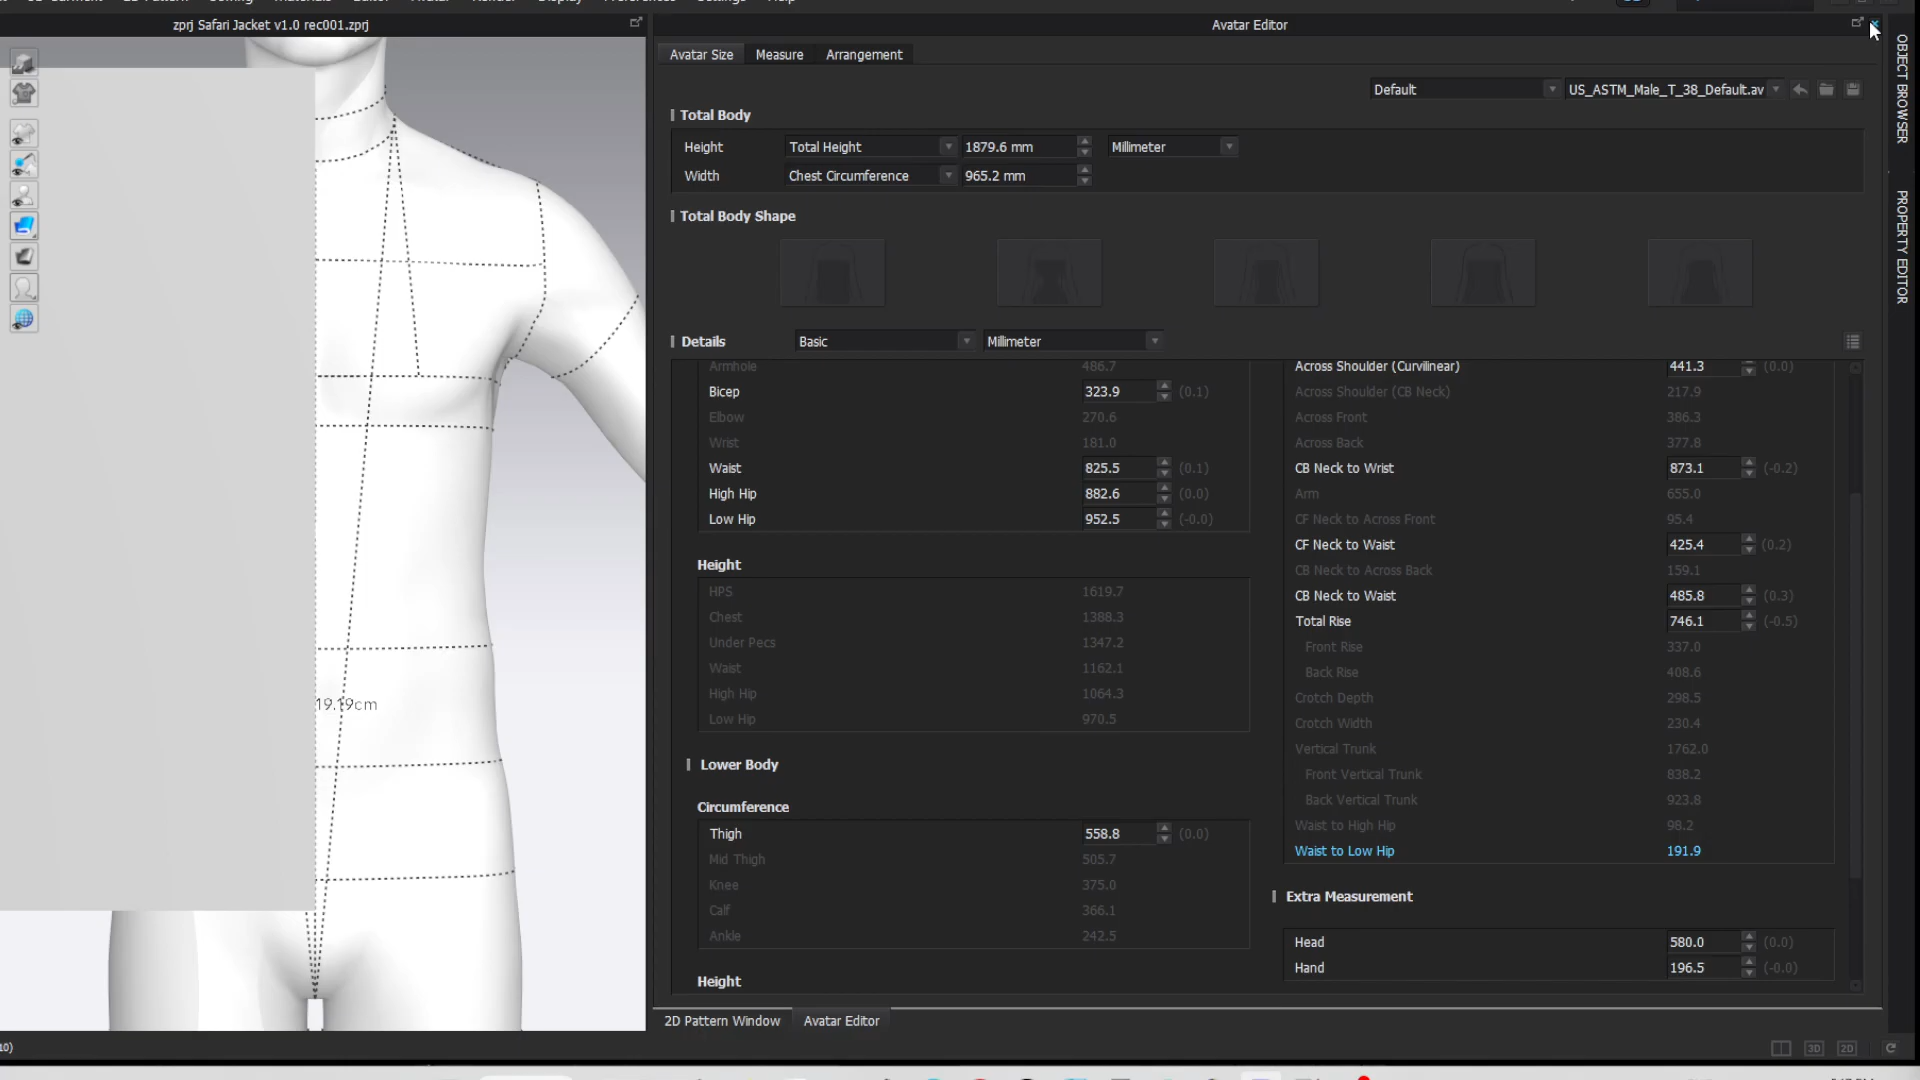 zprj Safari Jacket v1.0 rec001.zprj
Avatar Editor
Avatar Size Measure Arrangement
Default US_ASTM_Male_T_38_Default.av
Total Body
Height Total Height 1879.6 mm Millimeter
Width Chest Circumference 965.2 mm
Total Body Shape
Details Basic Millimeter
Armhole 486.7
Bicep 323.9 (0.1)
Elbow 270.6
Wrist 181.0
Waist 825.5 (0.1)
High Hip 882.6 (0.0)
Low Hip 952.5 (-0.0)
Height
HPS 1619.7
Chest 1388.3
Under Pecs 1347.2
Waist 1162.1
High Hip 1064.3
Low Hip 970.5
Lower Body
Circumference
Thigh 558.8 (0.0)
Mid Thigh 505.7
Knee 375.0
Calf 366.1
Ankle 242.5
Height
Across Shoulder (Curvilinear) 441.3 (0.0)
Across Shoulder (CB Neck) 217.9
Across Front 386.3
Across Back 377.8
CB Neck to Wrist 873.1 (-0.2)
Arm 655.0
CF Neck to Across Front 95.4
CF Neck to Waist 425.4 (0.2)
CB Neck to Across Back 159.1
CB Neck to Waist 485.8 (0.3)
Total Rise 746.1 (-0.5)
Front Rise 337.0
Back Rise 408.6
Crotch Depth 298.5
Crotch Width 230.4
Vertical Trunk 1762.0
Front Vertical Trunk 838.2
Back Vertical Trunk 923.8
Waist to High Hip 98.2
Waist to Low Hip 191.9
Extra Measurement
Head 580.0 (0.0)
Hand 196.5 (-0.0)
19.19cm
2D Pattern Window Avatar Editor
OBJECT BROWSER
PROPERTY EDITOR
3D 2D